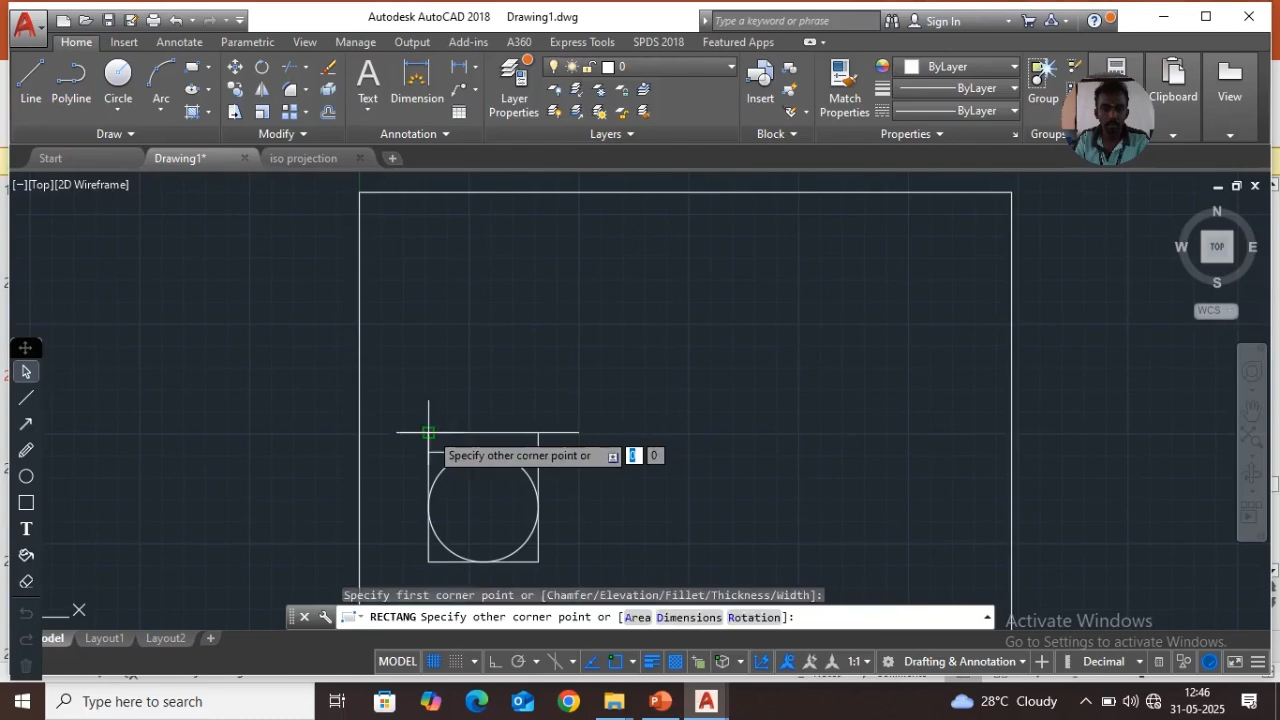 Autodesk AutoCAD 2018 Drawing1.dwg
Type a keyword or phrase
Sign In
Home Insert Annotate Parametric View Manage Output Add-ins A360 Express Tools SPDS 2018 Featured Apps
0
ByLayer
ByLayer
ByLayer
Line Polyline Circle Arc
Text Dimension
Layer
Properties
Insert
Match
Properties
Group
Clipboard
View
Draw Modify Annotation Layers Block Properties Groups
Start Drawing1* iso projection
[−][Top][2D Wireframe]
N
W TOP E
S
WCS
Specify other corner point or 0 0
T
Specify first corner point or [Chamfer/Elevation/Fillet/Thickness/Width]:
RECTANG Specify other corner point or [Area Dimensions Rotation]:
Activate Windows
Go to Settings to activate Windows.
odel Layout1 Layout2
MODEL 1:1 Drafting & Annotation Decimal
Type here to search
28°C Cloudy
12:46
31-05-2025